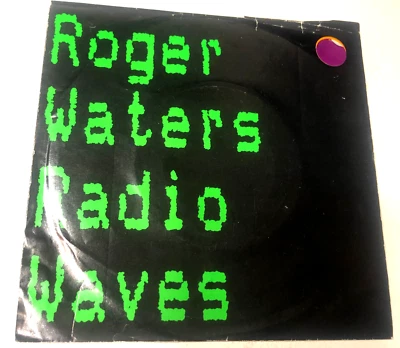 Roger
Waters
Radio
Waves